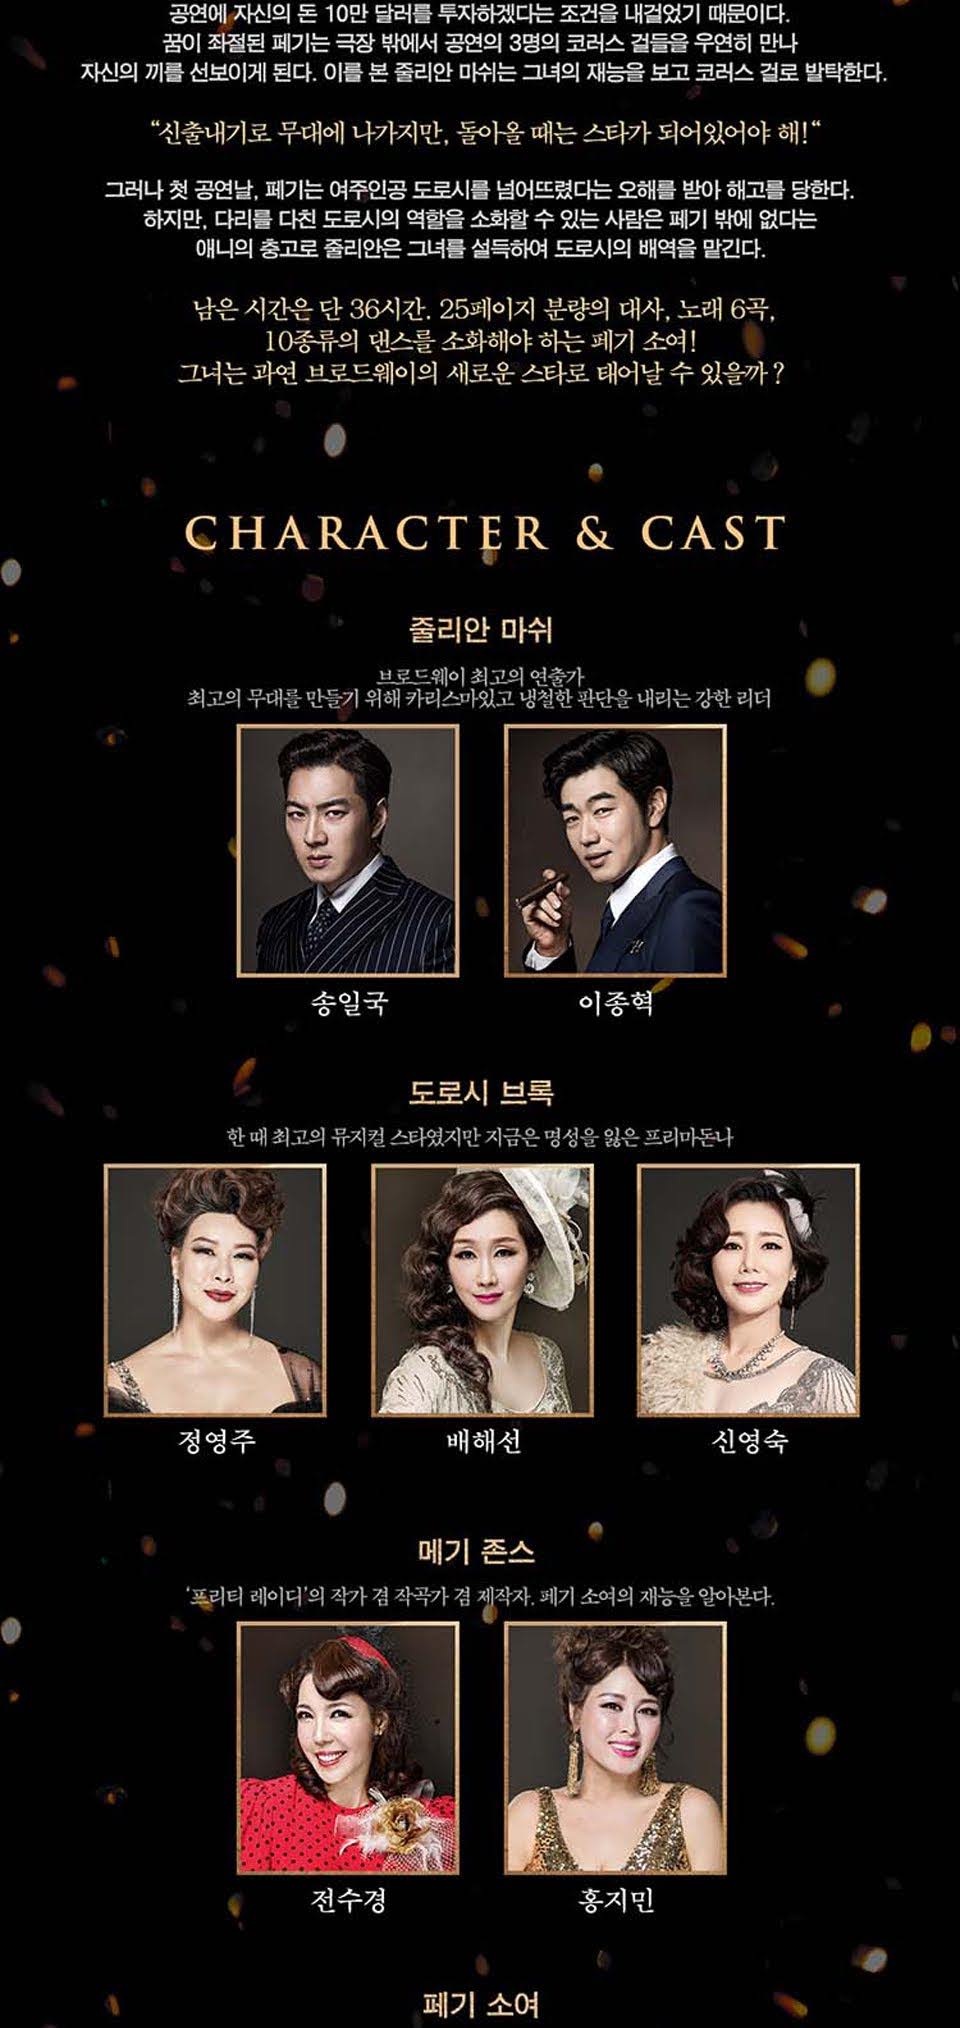 공연에 자신의 돈 10만 달러를 투자하겠다는 조건을 내걸었기 때문이다.
꿈이 좌절된 페기는 극장 밖에서 공연의 3명의 코러스 걸들을 우연히 만나
자신의 끼를 선보이게 된다. 이를 본 줄리안 마쉬는 그녀의 재능을 보고 코러스 걸로 발탁한다.
“신출내기로 무대에 나가지만, 돌아올 때는 스타가 되어있어야 해!“
그러나 첫 공연날, 페기는 여주인공 도로시를 넘어뜨렸다는 오해를 받아 해고를 당한다.
하지만, 다리를 다친 도로시의 역할을 소화할 수 있는 사람은 페기 밖에 없다는
애니의 충고로 줄리안은 그녀를 설득하여 도로시의 배역을 맡긴다.
남은 시간은 단 36시간. 25페이지 분량의 대사, 노래 6곡,
10종류의 댄스를 소화해야 하는 페기 소여!
그녀는 과연 브로드웨이의 새로운 스타로 태어날 수 있을까?
CHARACTER & CAST
줄리안 마쉬
브로드웨이 최고의 연출가
최고의 무대를 만들기 위해 카리스마있고 냉철한 판단을 내리는 강한 리더
송일국 이종혁
도로시 브록
한 때 최고의 뮤지컬 스타였지만 지금은 명성을 잃은 프리마돈나
정영주 배해선 신영숙
메기 존스
‘프리티 레이디’의 작가 겸 작곡가 겸 제작자. 페기 소여의 재능을 알아본다.
전수경 홍지민
페기 소여